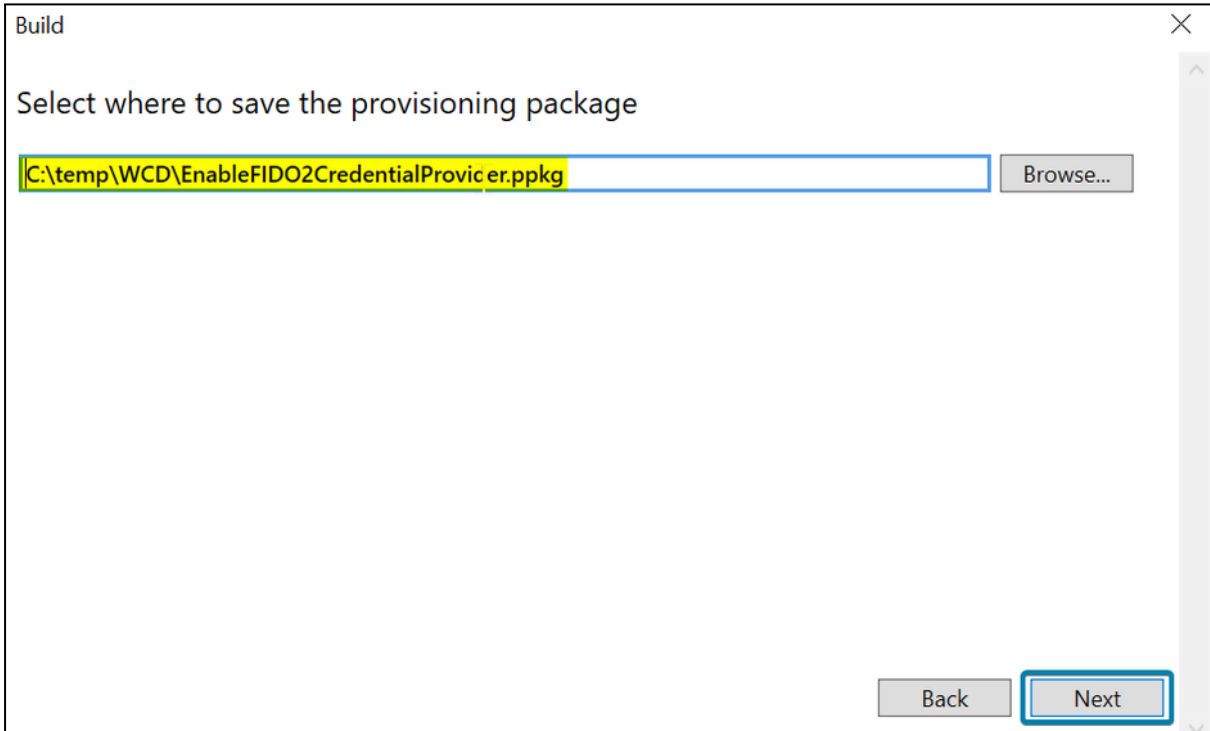 Build
Select where to save the provisioning package
C:\temp\WCD\EnableFIDO2CredentialProvider.ppkg
Browse...
Back
Next